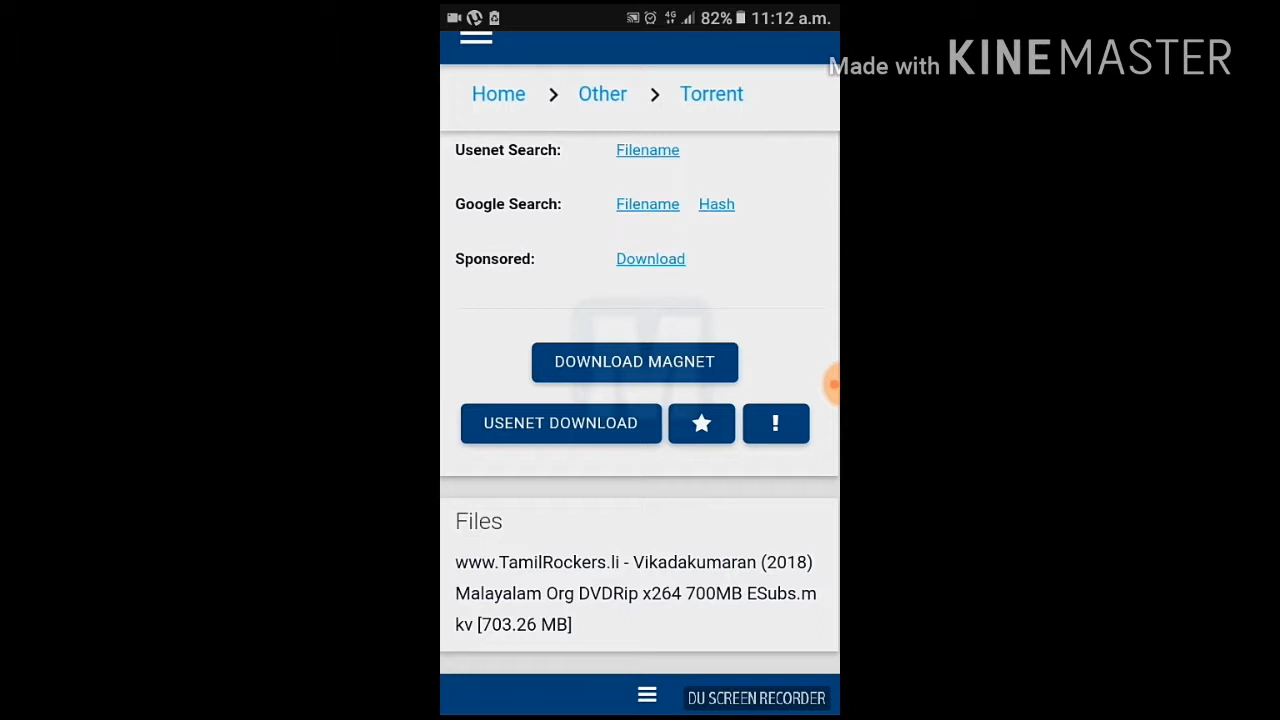 4G 82% 11:12 a.m.
Made with KINEMASTER
Home > Other > Torrent
Usenet Search: Filename
Google Search: Filename Hash
Sponsored: Download
DOWNLOAD MAGNET
USENET DOWNLOAD !
Files
www.TamilRockers.li - Vikadakumaran (2018)
Malayalam Org DVDRip x264 700MB ESubs.m
kv [703.26 MB]
DU SCREEN RECORDER